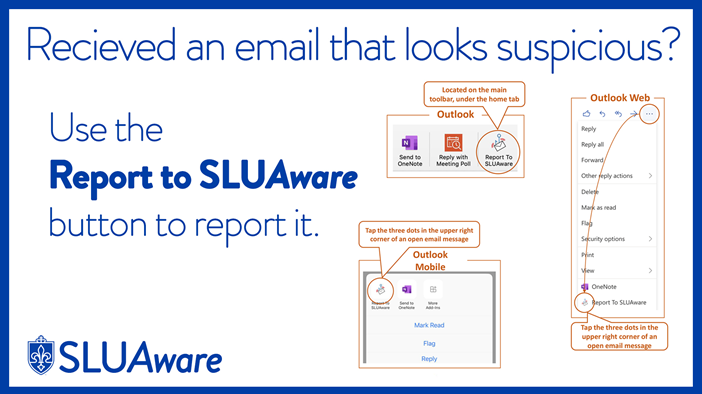 Recieved an email that looks suspicious?
Use the
Report to SLUAware
button to report it.
Located on the main
toolbar, under the home tab
Outlook
Send to
OneNote
Reply with
Meeting Poll
Report To
SLUAware
Tap the three dots in the upper right
corner of an open email message
Outlook
Mobile
Report to
SLUAware
Send to
OneNote
More
Add-Ins
Mark Read
Flag
Reply
Outlook Web
Reply
Reply all
Forward
Other reply actions
Delete
Mark as read
Flag
Security options
Print
View
OneNote
Report To SLUAware
Tap the three dots in the
upper right corner of an
open email message
SLUAware